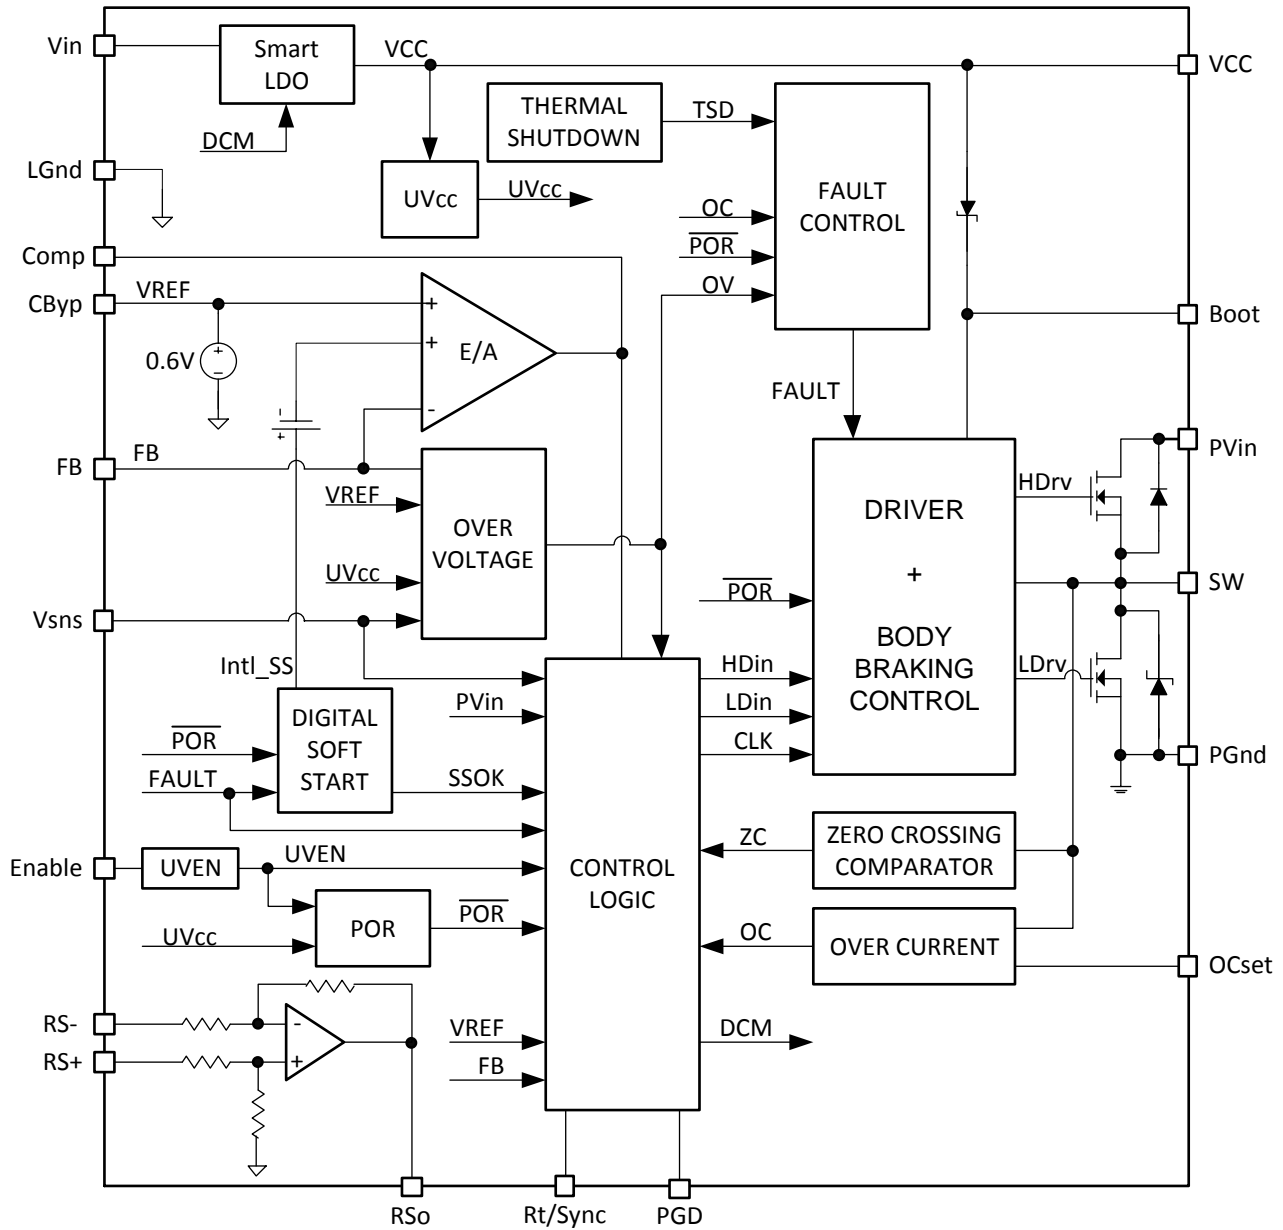 Vin
Smart
LDO
VCC
VCC
DCM
THERMAL
SHUTDOWN
TSD
LGnd
UVcc
UVcc
FAULT
CONTROL
OC
POR
OV
Comp
CByp
VREF
+
+
-
E/A
0.6V
+
-
Boot
FAULT
-
+
FB
FB
VREF
UVcc
OVER
VOLTAGE
PVin
HDrv
DRIVER
+
BODY
BRAKING
CONTROL
SW
LDrv
PGnd
POR
Vsns
Intl_SS
DIGITAL
SOFT
START
POR
FAULT
PVin
SSOK
HDin
LDin
CLK
Enable
UVEN
UVEN
POR
UVcc
POR
CONTROL
LOGIC
ZC
ZERO CROSSING
COMPARATOR
OC
OVER CURRENT
OCset
RS-
RS+
-
+
VREF
FB
DCM
RSo
Rt/Sync
PGD